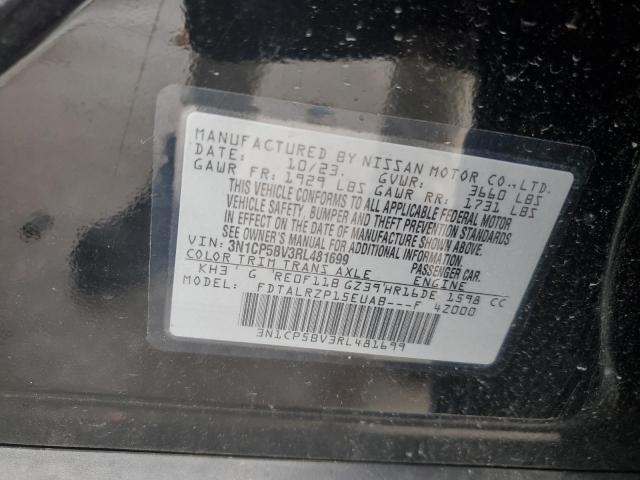 MANUFACTURED BY NISSAN MOTOR CO.,LTD.
DATE: 10/23. GVWR: 3660 LBS
GAWR FR: 1929 LBS GAWR RR: 1731 LBS
THIS VEHICLE CONFORMS TO ALL APPLICABLE FEDERAL MOTOR
VEHICLE SAFETY, BUMPER AND THEFT PREVENTION STANDARDS
IN EFFECT ON THE DATE OF MANUFACTURE SHOWN ABOVE.
SEE OWNER'S MANUAL FOR ADDITIONAL INFORMATION.
VIN: 3N1CP5BV3RL481699 PASSENGER CAR.
COLOR TRIM TRANS AXLE ENGINE
KH3 G RE0F11B GZ39 HR16DE 1598 CC
MODEL: FDTALRZP15EUAB---F 42000
3N1CP5BV3RL481699